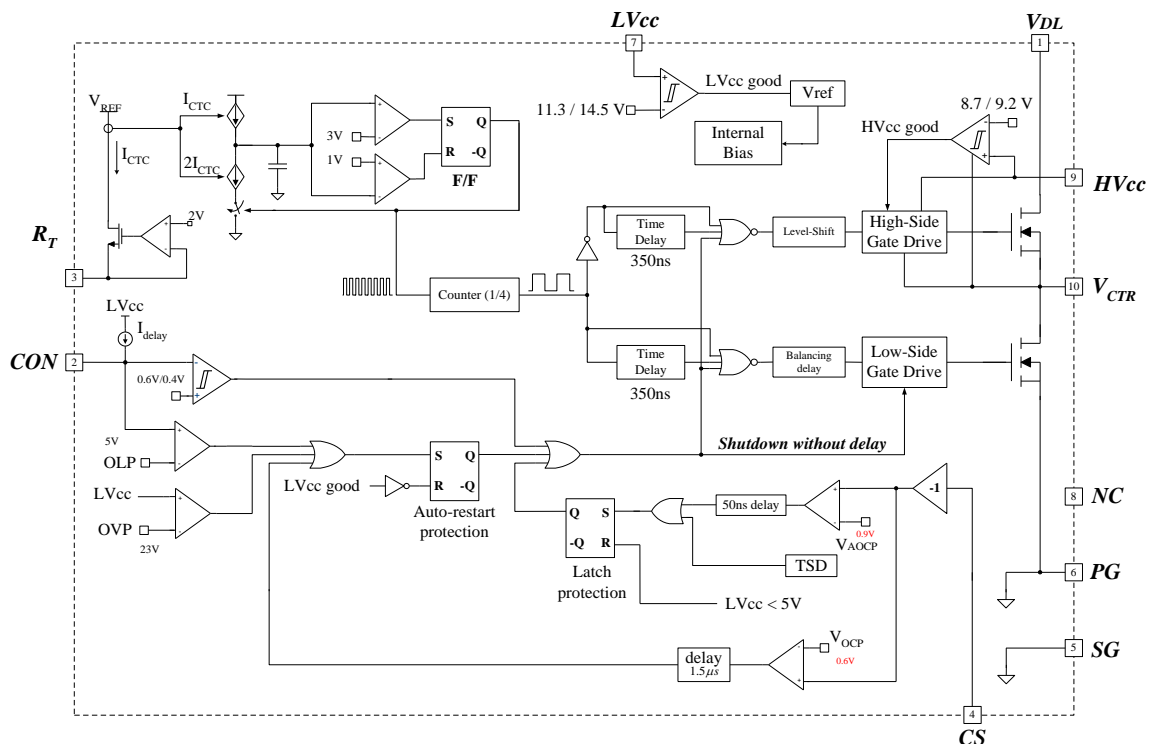 LVcc
VDL
7
1
VREF
ICTC
ICTC
2ICTC
3V
1V
S Q
R -Q
F/F
LVcc good
Vref
11.3 / 14.5 V
Internal
Bias
8.7 / 9.2 V
HVcc good
9
HVcc
2V
RT
3
Time
Delay
350ns
Level-Shift
High-Side
Gate Drive
Counter (1/4)
10
VCTR
LVcc
Idelay
CON
2
0.6V/0.4V
Time
Delay
350ns
Balancing
delay
Low-Side
Gate Drive
5V
OLP
LVcc
OVP
23V
LVcc good
S Q
R -Q
Auto-restart
protection
Shutdown without delay
Q S
-Q R
Latch
protection
50ns delay
VAOCP
0.9V
-1
TSD
LVcc < 5V
8
NC
6
PG
5
SG
delay
1.5μs
VOCP
0.6V
4
CS
+
-
+
-
+
-
+
-
+
-
+
-
+
-
+
-
+
-
+
-
+
-